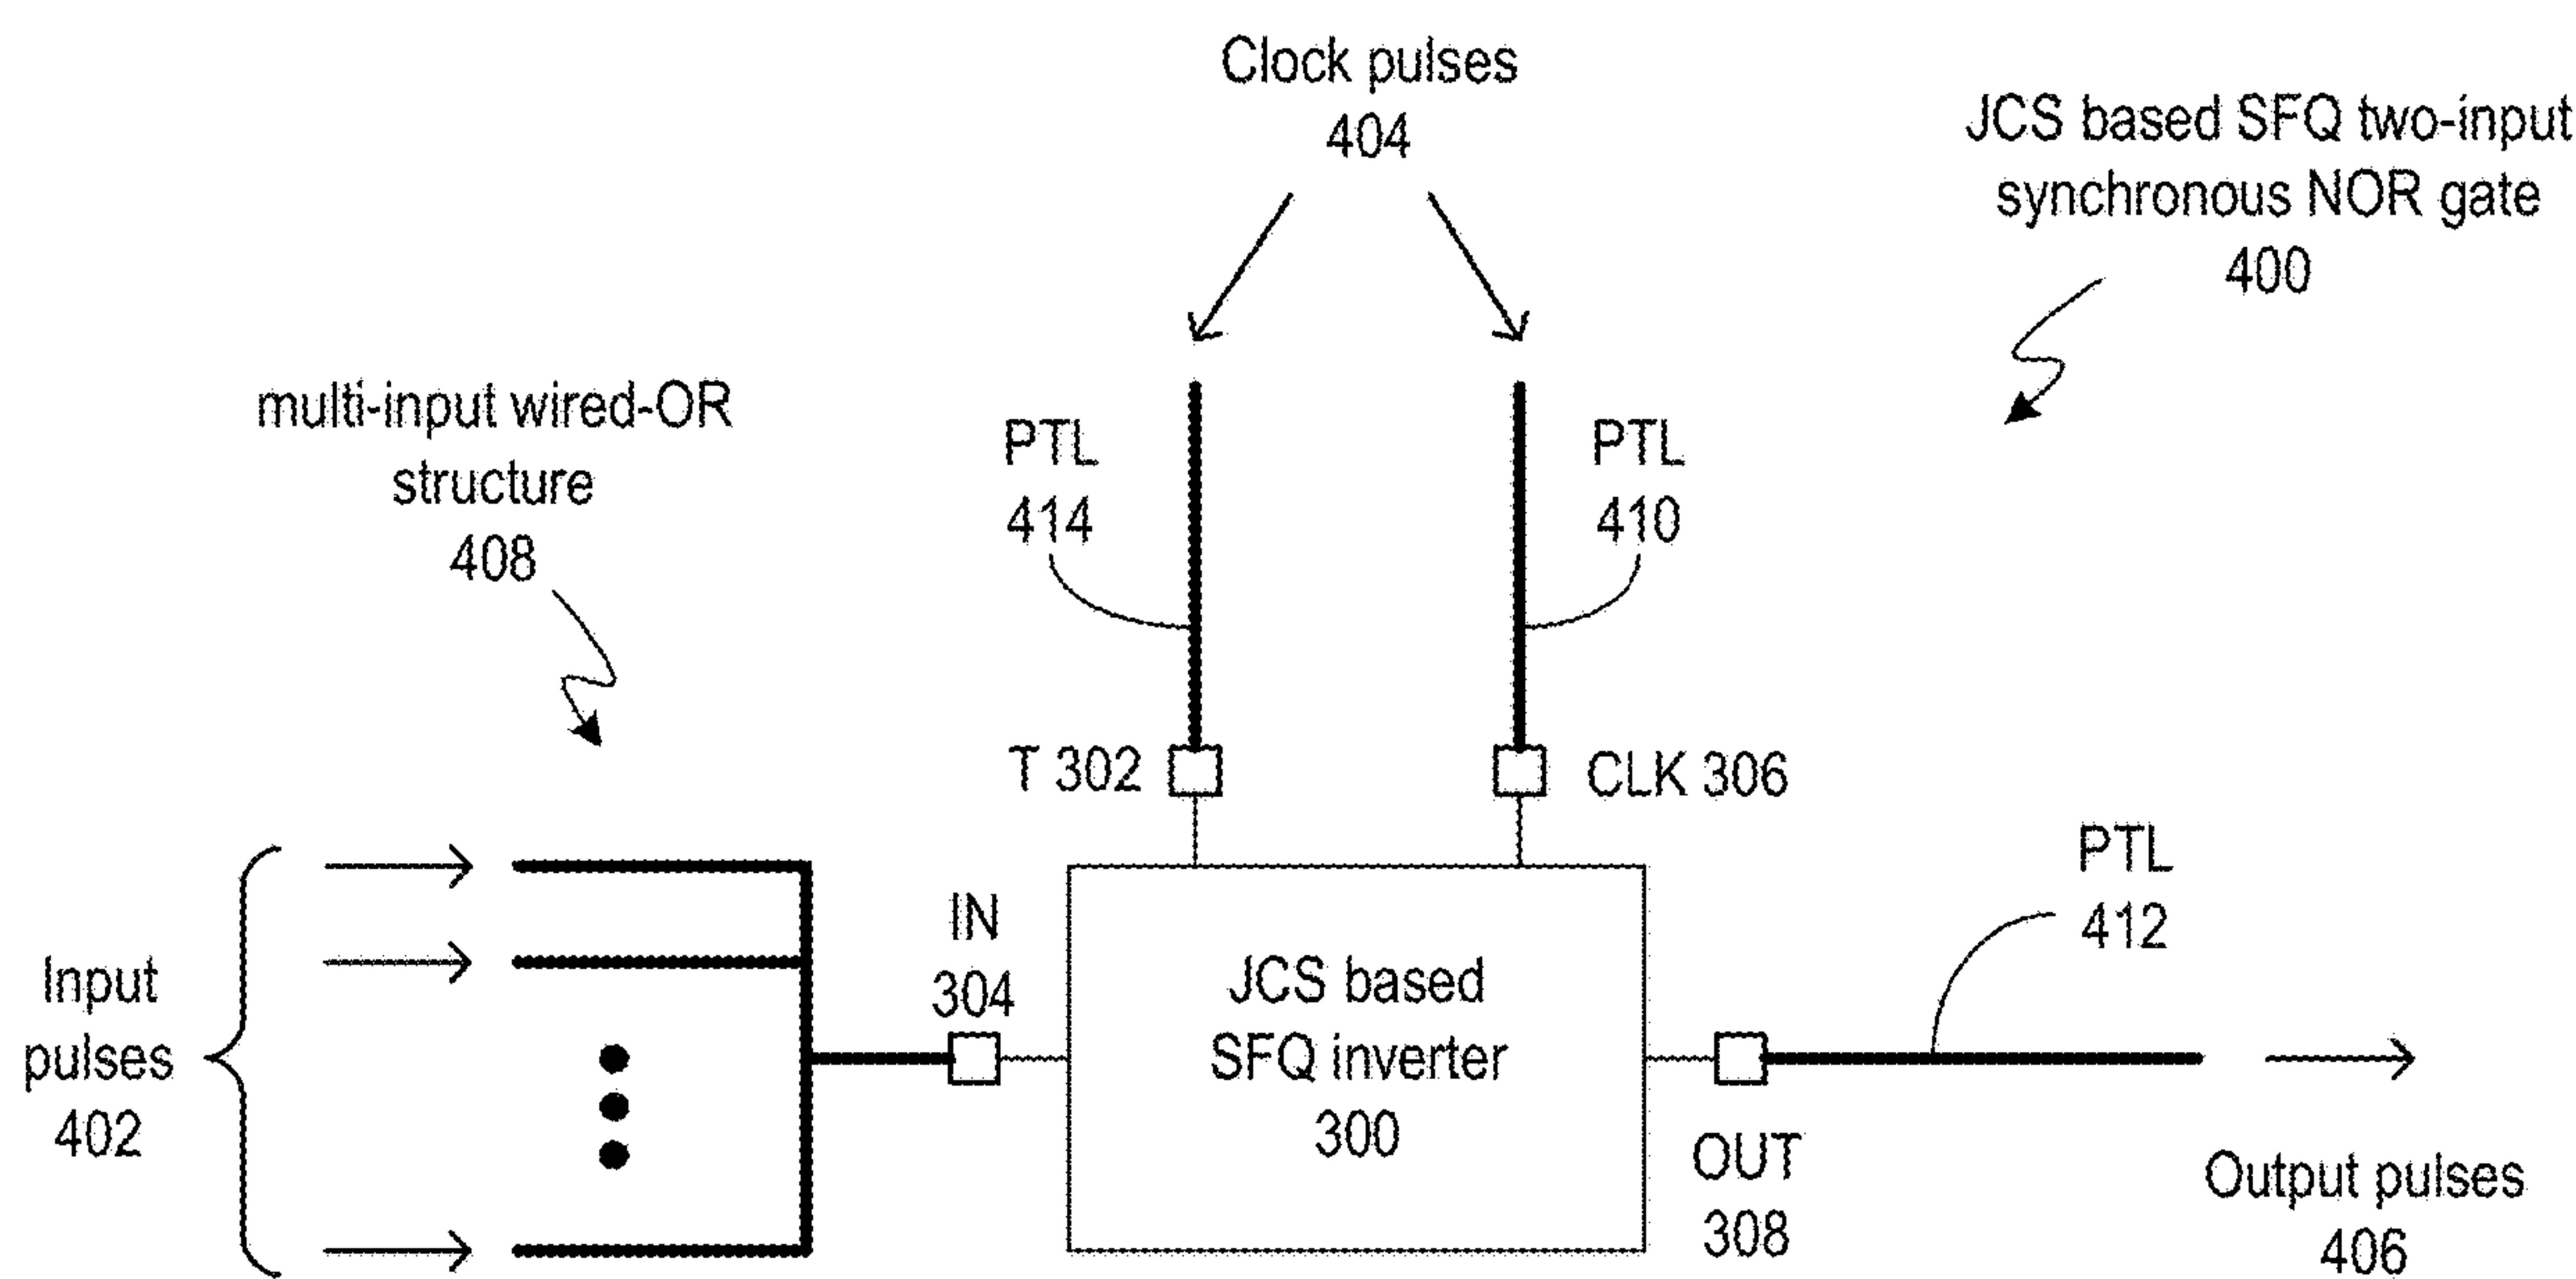 Clock pulses
404
JCS based SFQ two-input
synchronous NOR gate
400
multi-input wired-OR
structure
408
PTL
414
PTL
410
T 302
CLK 306
Input
pulses
402
IN
304
JCS based
SFQ inverter
300
PTL
412
OUT
308
Output pulses
406